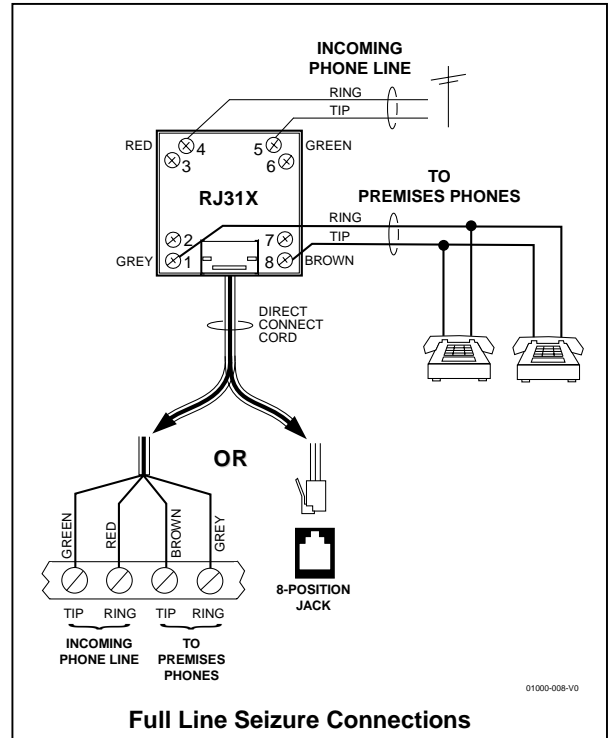 INCOMING
PHONE LINE
RING
TIP
RED
4
5
GREEN
3
6
RJ31X
TO
PREMISES PHONES
RING
TIP
2
7
GREY
1
8
BROWN
DIRECT
CONNECT
CORD
OR
GREEN
RED
BROWN
GREY
8-POSITION
JACK
TIP RING TIP RING
INCOMING
PHONE LINE
TO
PREMISES
PHONES
01000-008-V0
Full Line Seizure Connections